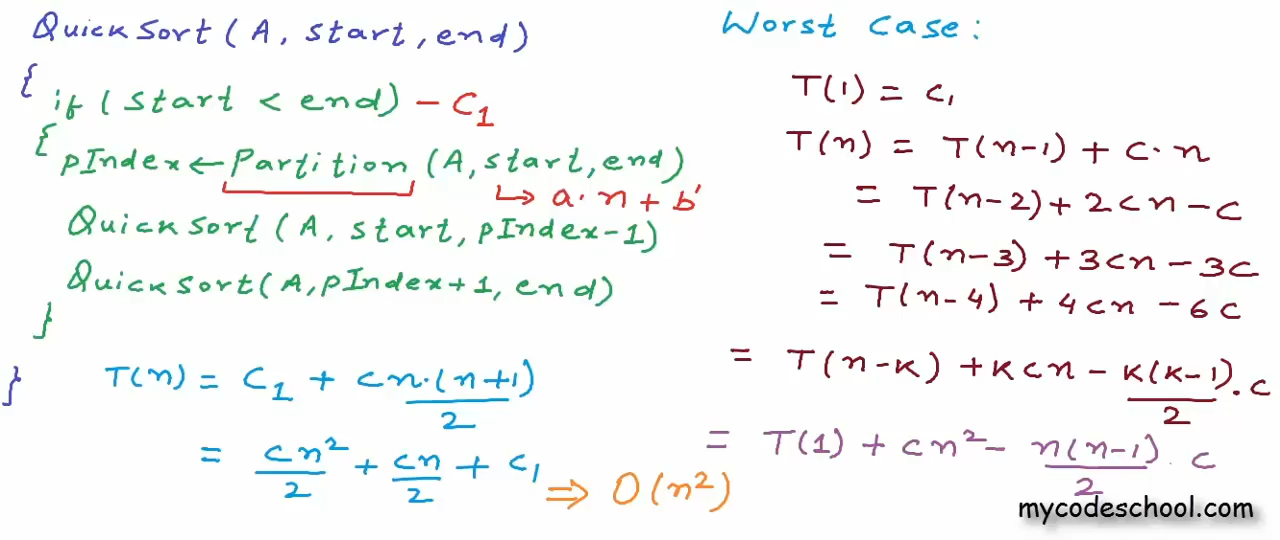 QuickSort(A, start, end)
{
if (start < end) – C₁
{
pIndex ← Partition (A, start, end)
↳ a·n + b'
QuickSort (A, start, pIndex–1)
QuickSort(A, pIndex+1, end)
}
}
T(n) = C₁ + cn·(n+1)/2
= cn²/2 + cn/2 + c₁ ⇒ O(n²)
Worst Case:
T(1) = c₁
T(n) = T(n–1) + c·n
= T(n–2) + 2cn – c
= T(n–3) + 3cn – 3c
= T(n–4) + 4cn – 6c
= T(n–k) + kcn – k(k–1)/2 . c
= T(1) + cn² – n(n–1)/2 . c
mycodeschool.com